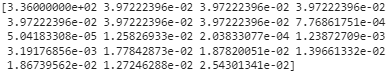 [3.36000000e+02 3.97222396e-02 3.97222396e-02 3.97222396e-02
3.97222396e-02 3.97222396e-02 3.97222396e-02 7.76861751e-04
5.04183308e-05 1.25826933e-02 2.03833077e-04 1.23872709e-03
3.19176856e-03 1.77842873e-02 1.87820051e-02 1.39661332e-02
1.86739562e-02 1.27246288e-02 2.54301341e-02]